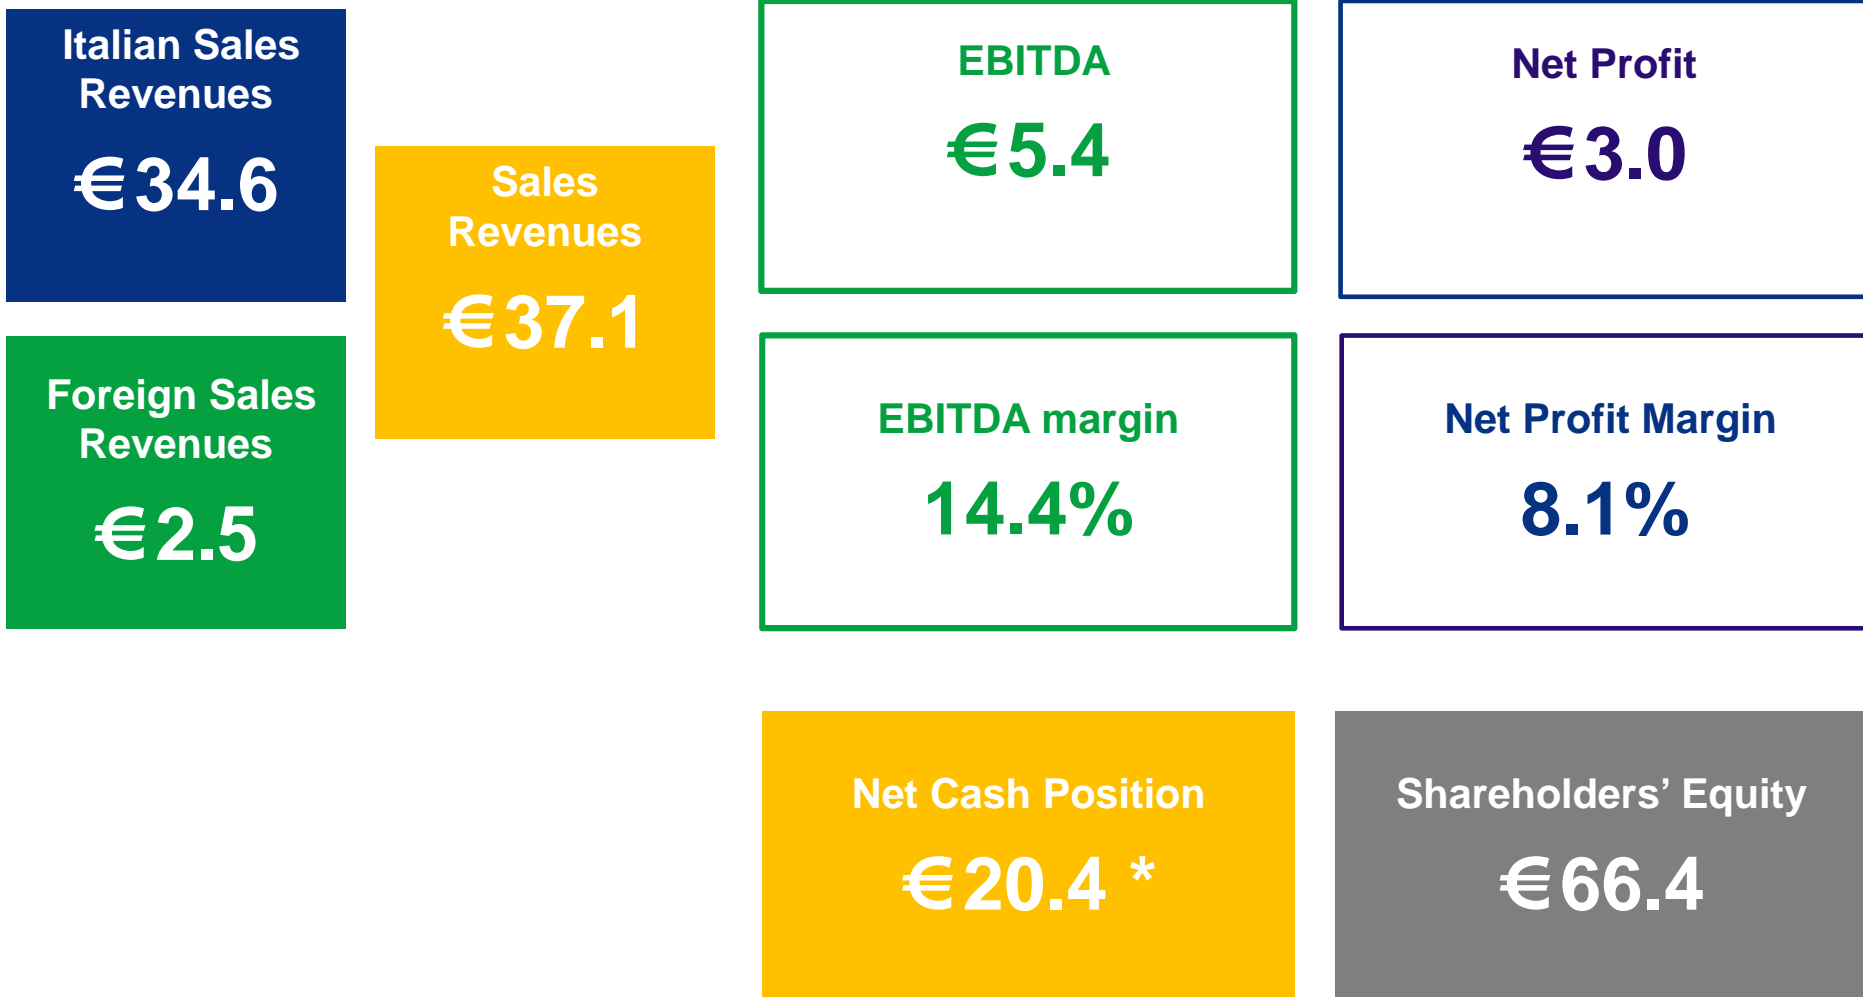 Italian Sales
Revenues
€34.6
Foreign Sales
Revenues
€2.5
Sales
Revenues
€37.1
EBITDA
€5.4
Net Profit
€3.0
EBITDA margin
14.4%
Net Profit Margin
8.1%
Net Cash Position
€20.4 *
Shareholders’ Equity
€66.4